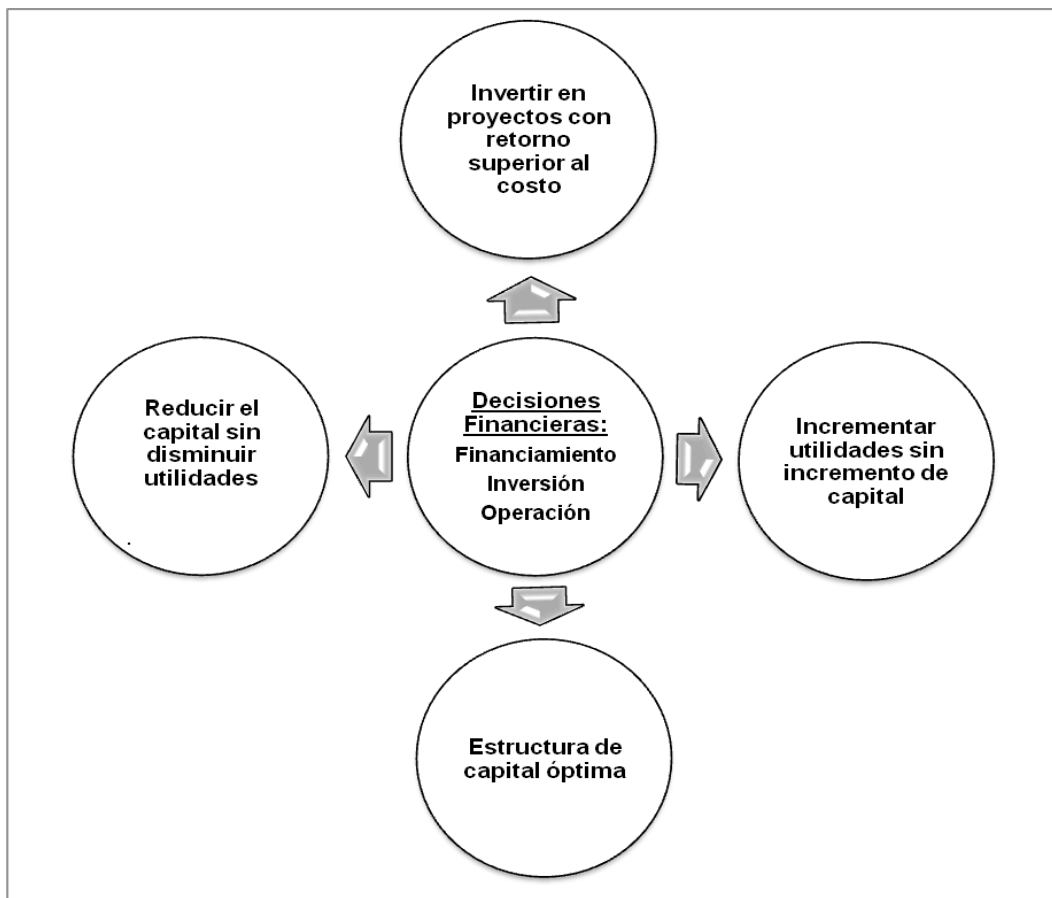 Invertir en
proyectos con
retorno
superior al
costo
Reducir el
capital sin
disminuir
utilidades
.
Decisiones
Financieras:
Financiamiento
Inversión
Operación
Incrementar
utilidades sin
incremento de
capital
Estructura de
capital óptima